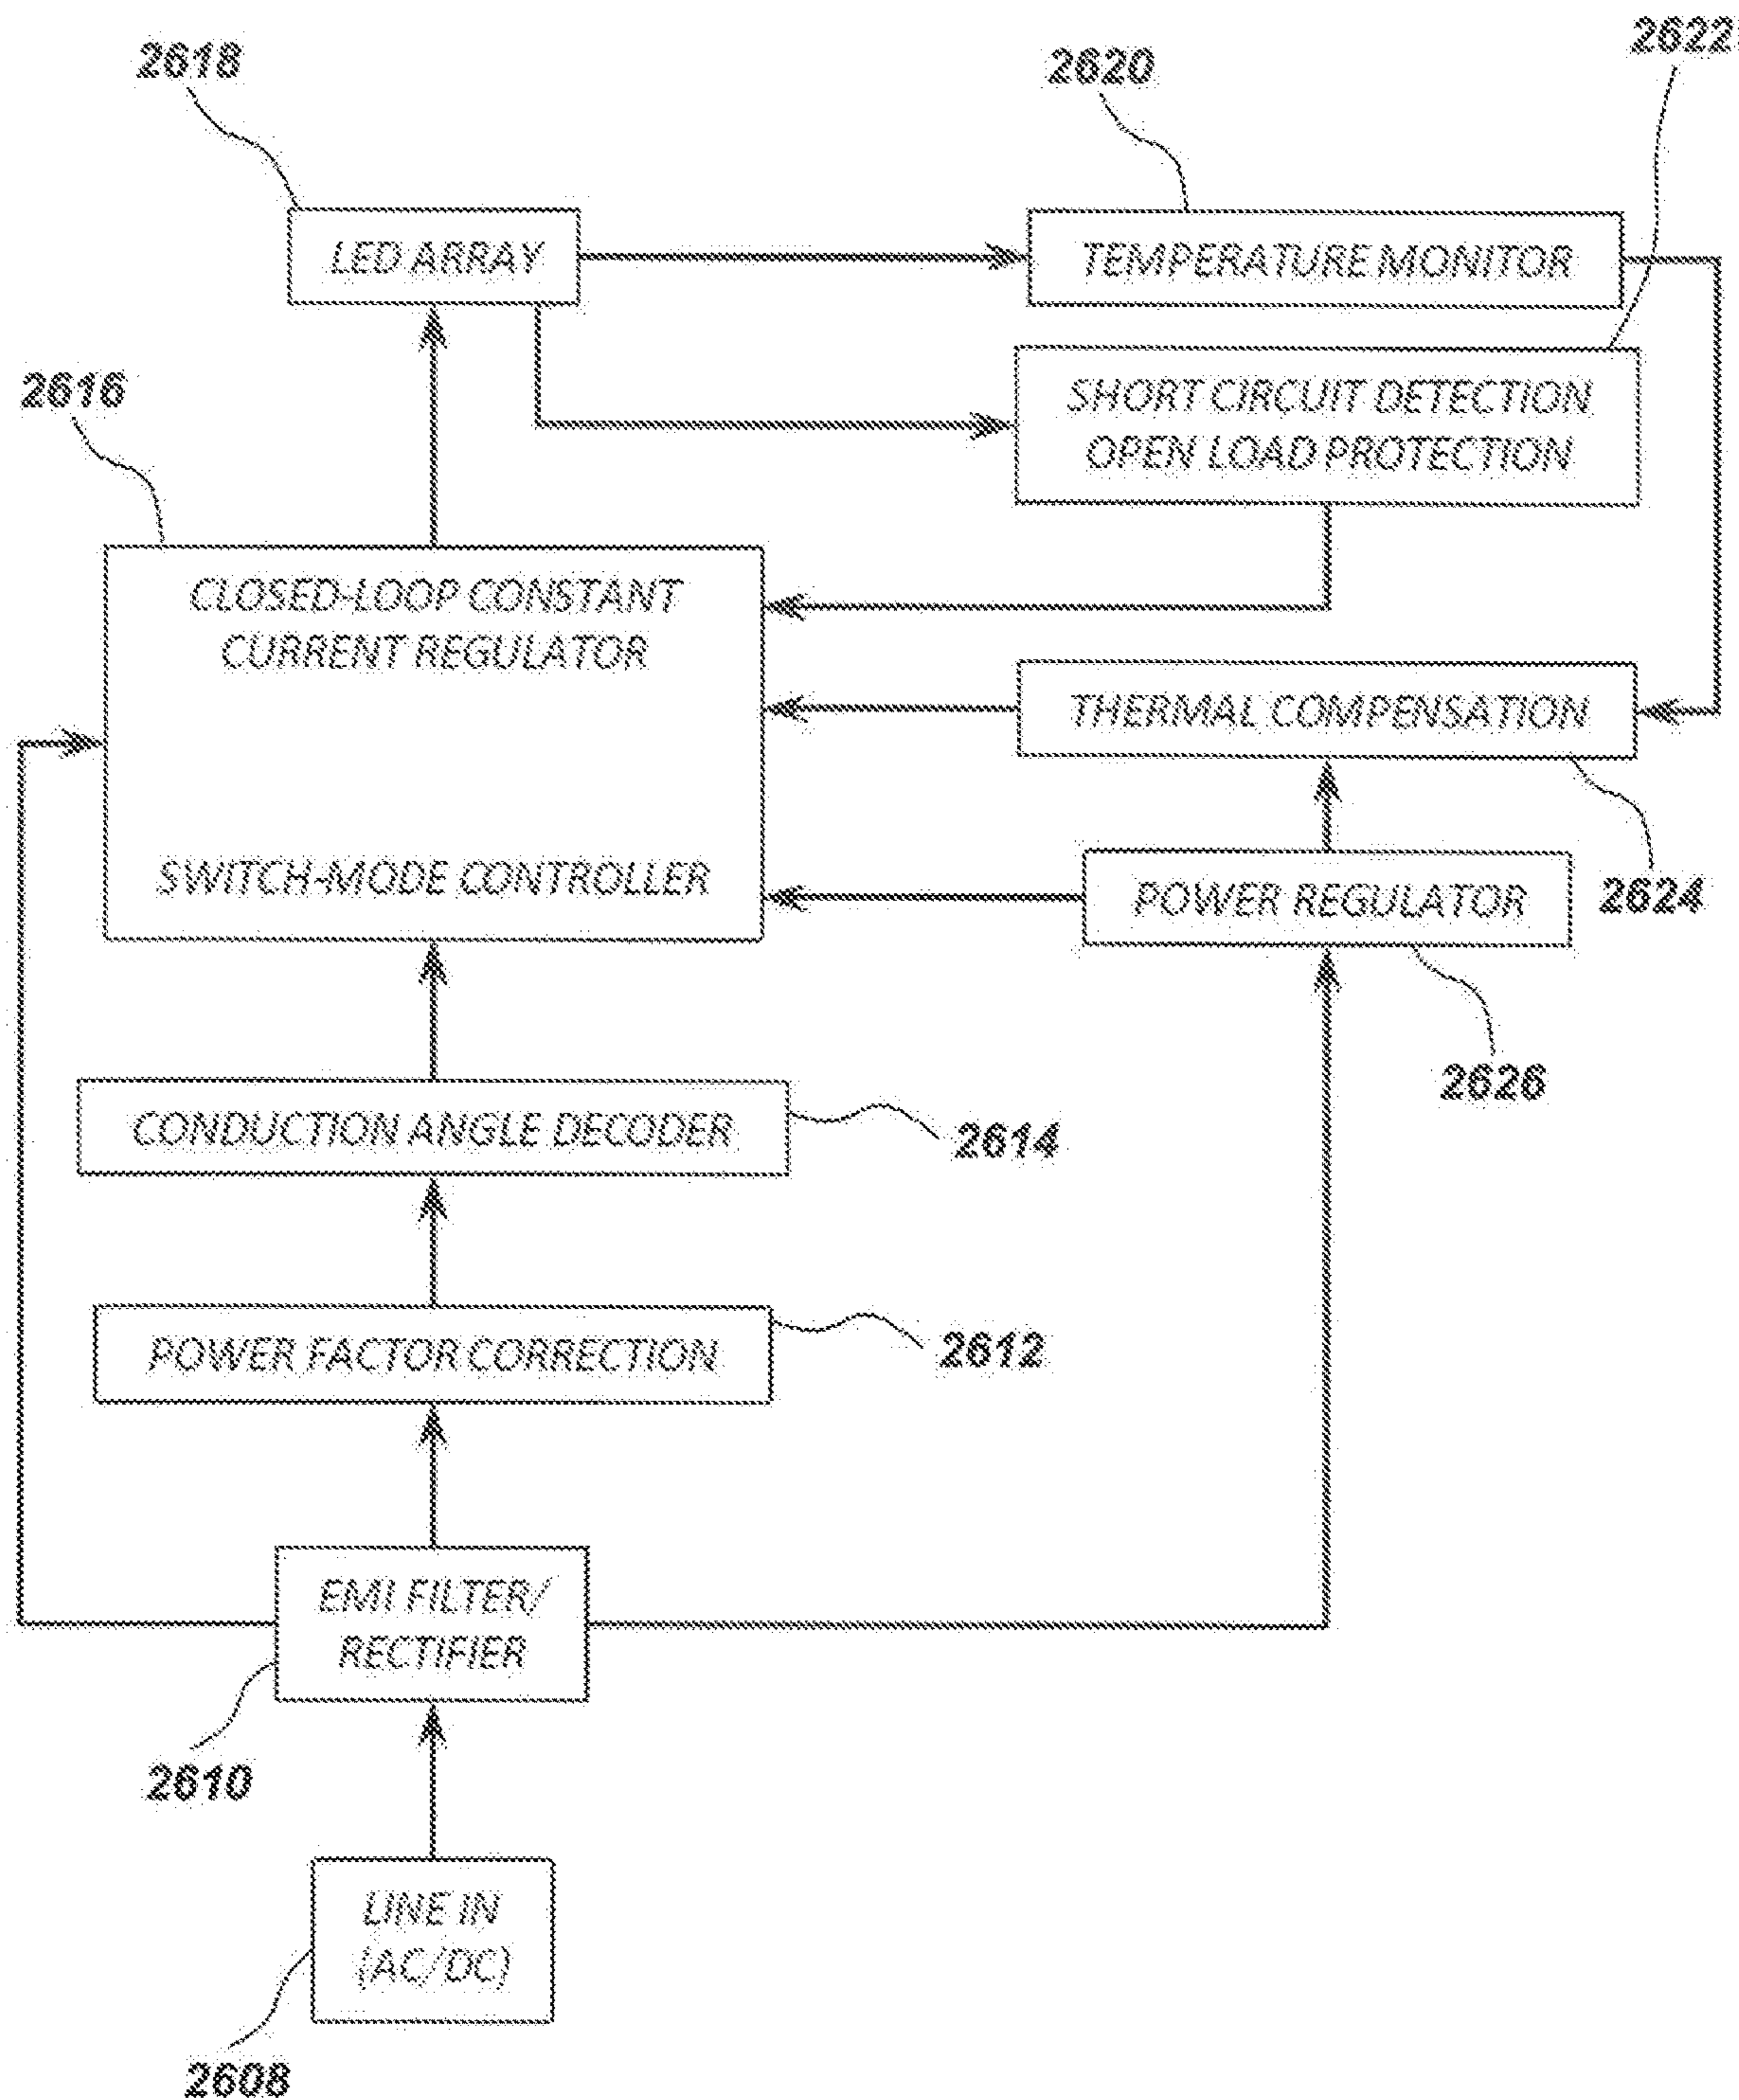 2618
2620
2622
LED ARRAY
TEMPERATURE MONITOR
2616
SHORT CIRCUIT DETECTION
OPEN LOAD PROTECTION
CLOSED-LOOP CONSTANT
CURRENT REGULATOR
THERMAL COMPENSATION
SWITCH-MODE CONTROLLER
POWER REGULATOR
2624
2626
CONDUCTION ANGLE DECODER
2614
POWER FACTOR CORRECTION
2612
EMI FILTER/
RECTIFIER
2610
LINE IN
(AC/DC)
2608